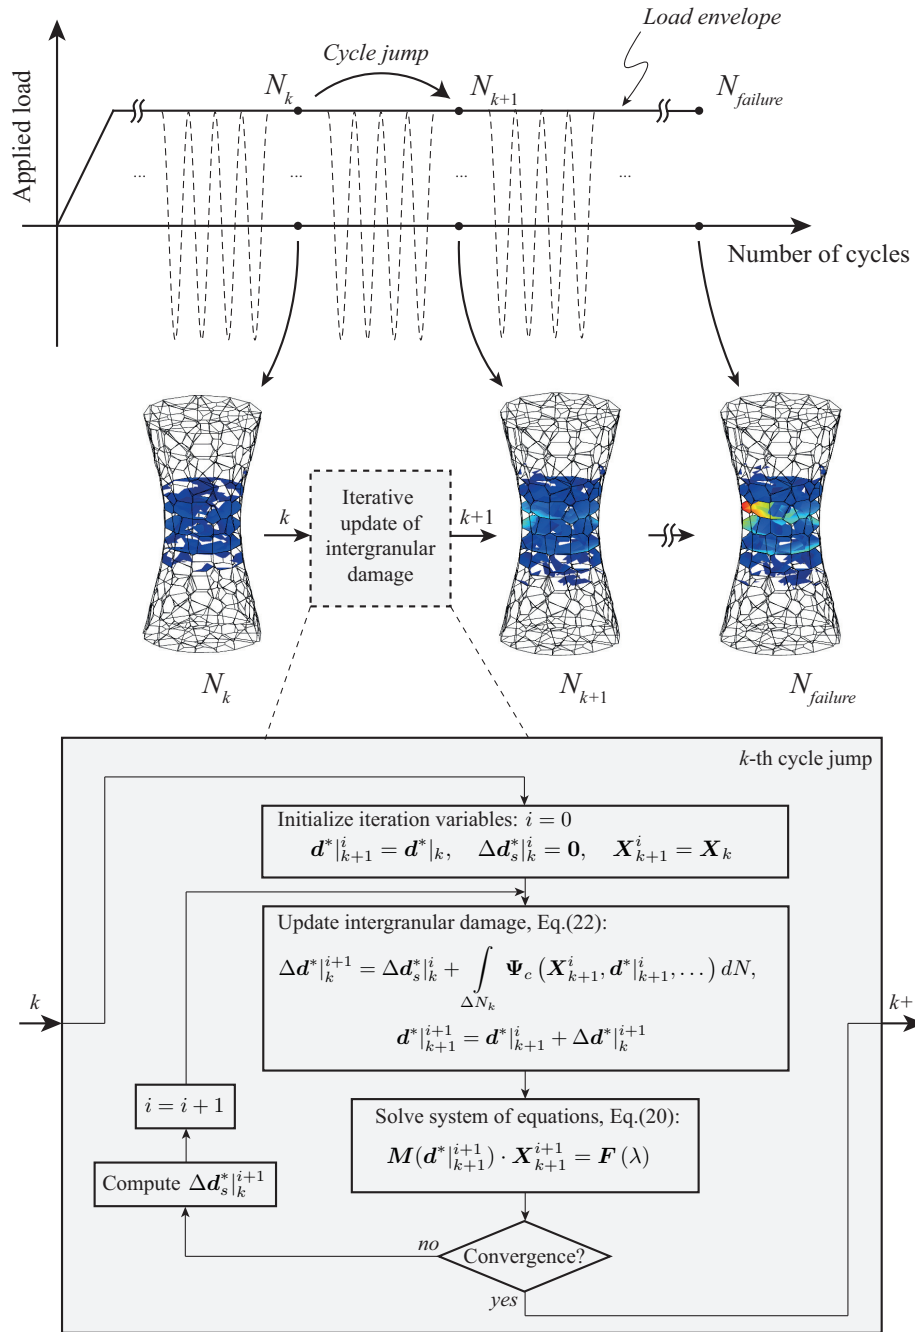 Load envelope
Cycle jump
N_k
N_{k+1}
N_{failure}
Applied load
... ... ... ...
Number of cycles
k
Iterative
update of
intergranular
damage
k+1
N_k
N_{k+1}
N_{failure}
k-th cycle jump
Initialize iteration variables: i = 0
d*|^i_{k+1} = d*|_k, Δd*_s|^i_k = 0, X^i_{k+1} = X_k
Update intergranular damage, Eq.(22):
Δd*|^{i+1}_k = Δd*_s|^i_k + ∫_{ΔN_k} Ψ_c (X^i_{k+1}, d*|^i_{k+1}, . . .) dN,
d*|^{i+1}_{k+1} = d*|^i_{k+1} + Δd*|^{i+1}_k
k
k+
i = i + 1
Solve system of equations, Eq.(20):
M(d*|^{i+1}_{k+1}) · X^{i+1}_{k+1} = F (λ)
Compute Δd*_s|^{i+1}_k
no
Convergence?
yes